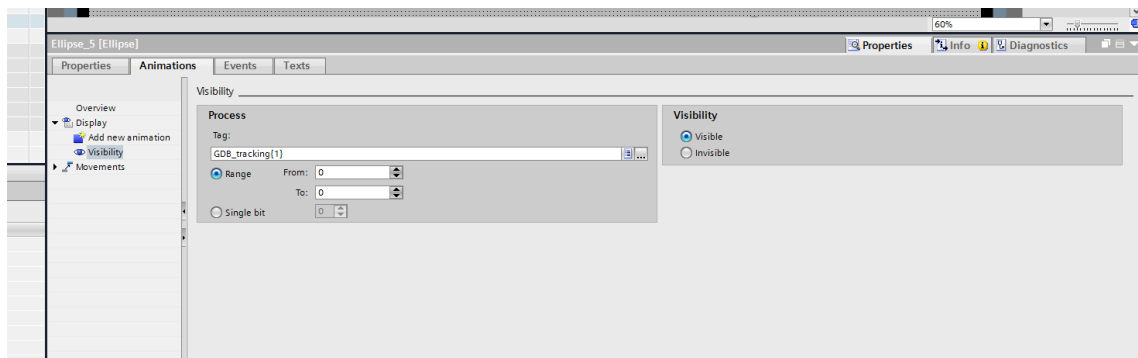 60%
Ellipse_5 [Ellipse]
Properties
Info
Diagnostics
Properties
Animations
Events
Texts
Visibility
Overview
Display
Add new animation
Visibility
Movements
Process
Tag:
GDB_tracking{1}
...
Range
From: 0
To: 0
Single bit
0
Visibility
Visible
Invisible